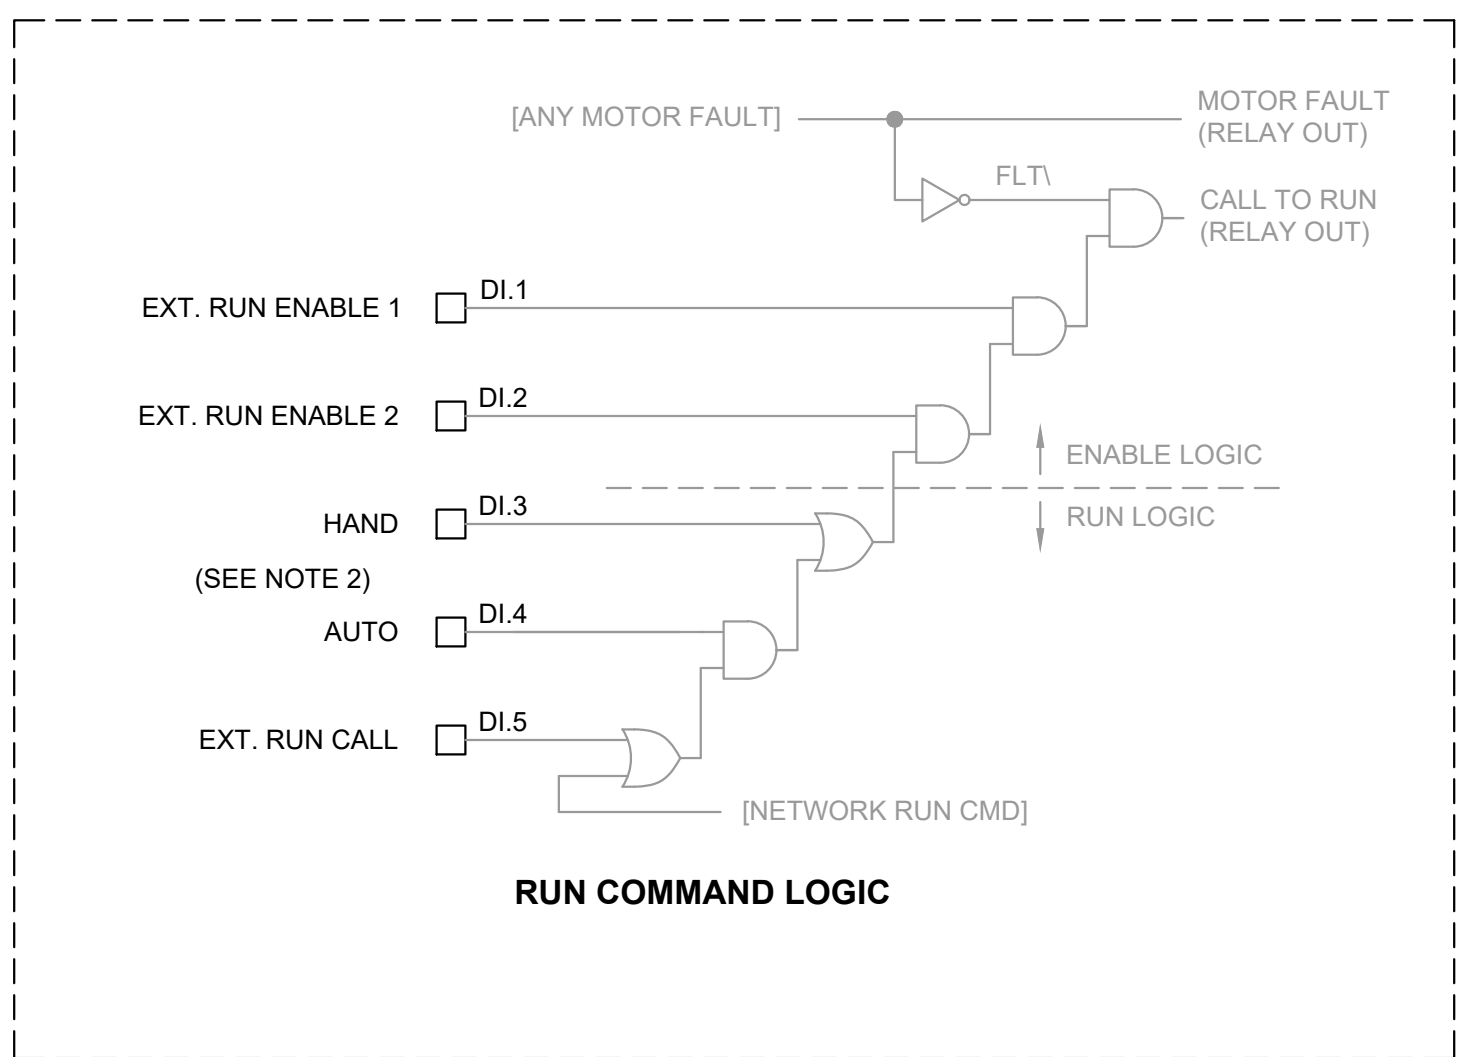 [ANY MOTOR FAULT]
MOTOR FAULT
(RELAY OUT)
FLT\
CALL TO RUN
(RELAY OUT)
EXT. RUN ENABLE 1
DI.1
EXT. RUN ENABLE 2
DI.2
ENABLE LOGIC
HAND
DI.3
RUN LOGIC
(SEE NOTE 2)
AUTO
DI.4
EXT. RUN CALL
DI.5
[NETWORK RUN CMD]
RUN COMMAND LOGIC